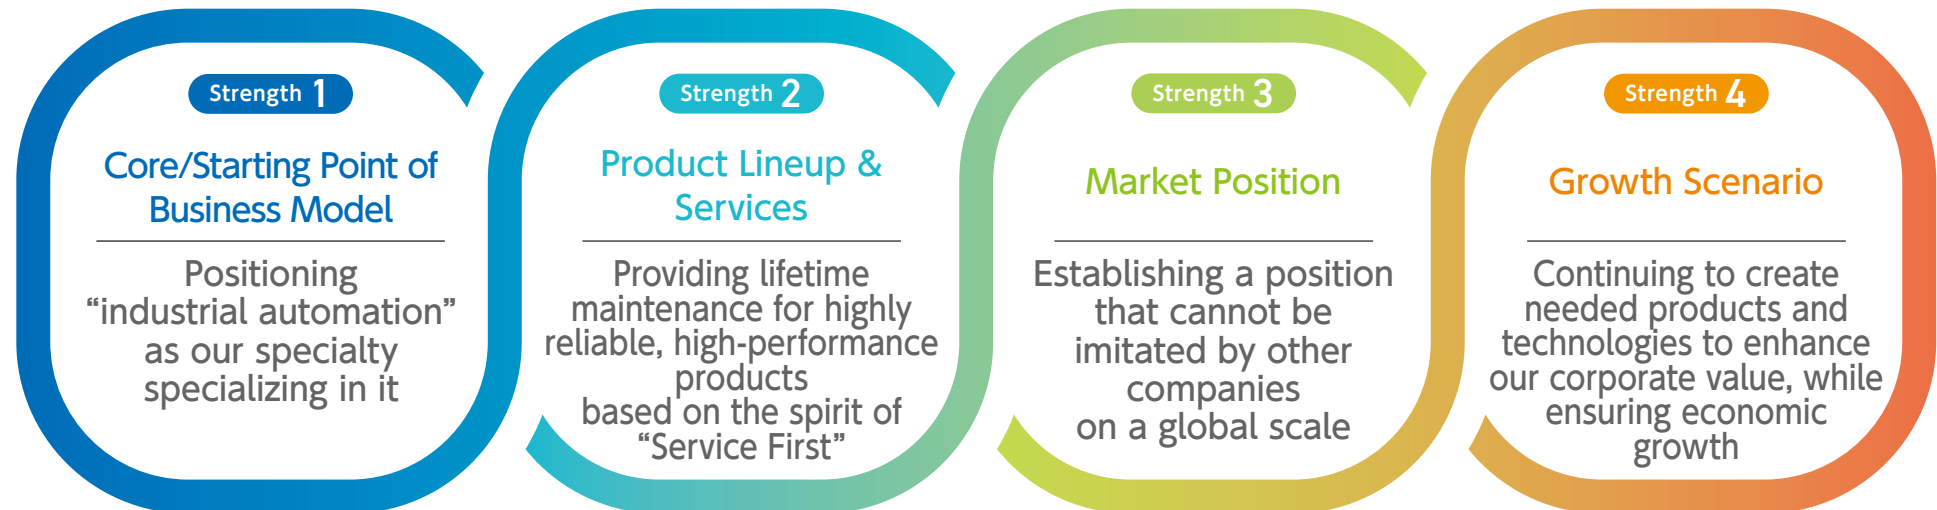 Strength 1
Core/Starting Point of
Business Model
Positioning
“industrial automation”
as our specialty
specializing in it
Strength 2
Product Lineup &
Services
Providing lifetime
maintenance for highly
reliable, high-performance
products
based on the spirit of
“Service First”
Strength 3
Market Position
Establishing a position
that cannot be
imitated by other
companies
on a global scale
Strength 4
Growth Scenario
Continuing to create
needed products and
technologies to enhance
our corporate value, while
ensuring economic
growth